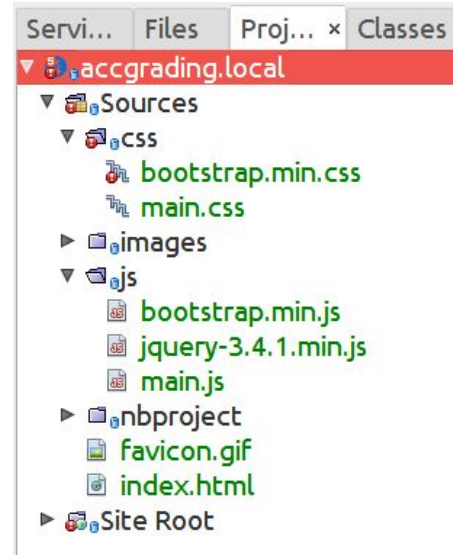 Servi... Files Proj... × Classes
accgrading.local
Sources
css
bootstrap.min.css
main.css
images
js
bootstrap.min.js
jquery-3.4.1.min.js
main.js
nbproject
favicon.gif
index.html
Site Root